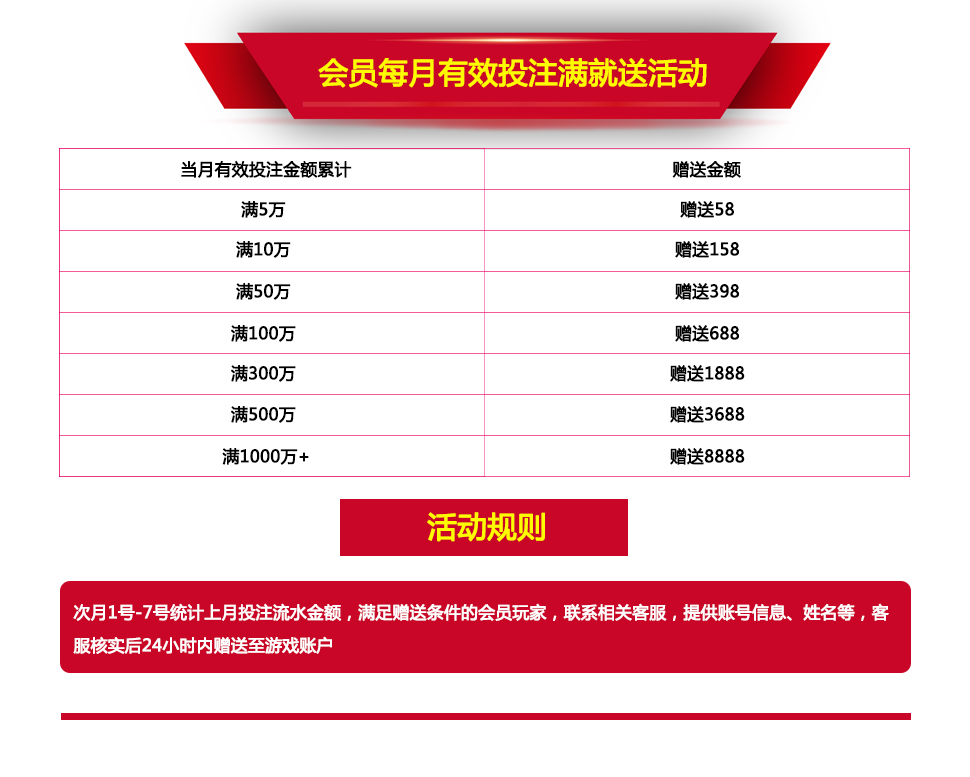 会员每月有效投注满就送活动
当月有效投注金额累计 赠送金额
满5万 赠送58
满10万 赠送158
满50万 赠送398
满100万 赠送688
满300万 赠送1888
满500万 赠送3688
满1000万+ 赠送8888
活动规则
次月1号-7号统计上月投注流水金额，满足赠送条件的会员玩家，联系相关客服，提供账号信息、姓名等，客
服核实后24小时内赠送至游戏账户